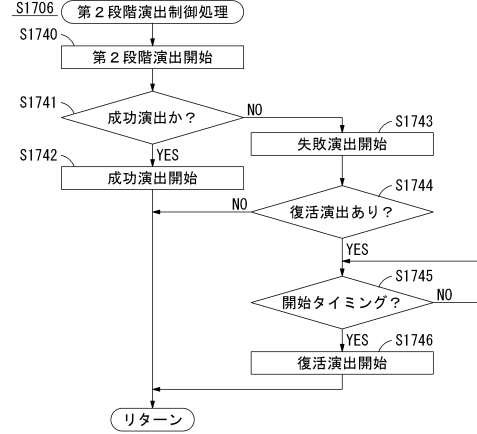 S1706
第２段階演出制御処理
S1740
第２段階演出開始
S1741
成功演出か？
NO
YES
S1742
成功演出開始
S1743
失敗演出開始
S1744
復活演出あり？
NO
YES
S1745
開始タイミング？
NO
YES
S1746
復活演出開始
リターン